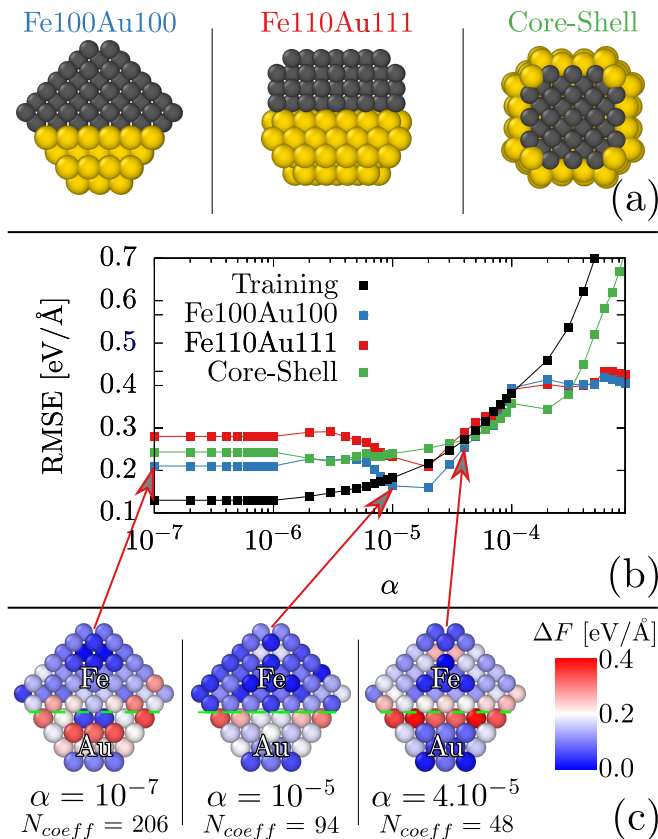 Fe100Au100 Fe110Au111 Core-Shell
(a)
0.7
0.6
0.5
0.4
0.3
0.2
0.1
RMSE [eV/Å]
Training
Fe100Au100
Fe110Au111
Core-Shell
10⁻⁷ 10⁻⁶ 10⁻⁵ 10⁻⁴
α
(b)
Fe Fe Fe
Au Au Au
ΔF [eV/Å]
0.4
0.2
0.0
α = 10⁻⁷ α = 10⁻⁵ α = 4.10⁻⁵
N_coeff = 206 N_coeff = 94 N_coeff = 48
(c)